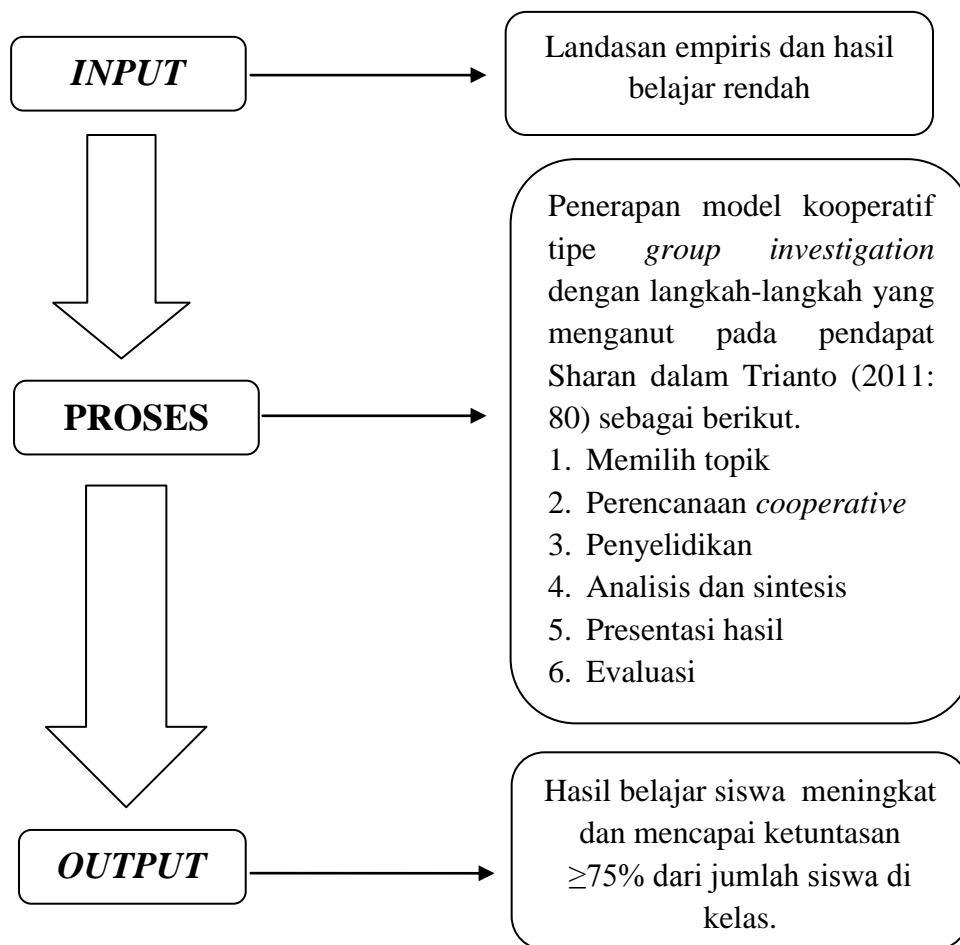 INPUT
Landasan empiris dan hasil
belajar rendah
PROSES
Penerapan model kooperatif
tipe group investigation
dengan langkah-langkah yang
menganut pada pendapat
Sharan dalam Trianto (2011:
80) sebagai berikut.
1. Memilih topik
2. Perencanaan cooperative
3. Penyelidikan
4. Analisis dan sintesis
5. Presentasi hasil
6. Evaluasi
OUTPUT
Hasil belajar siswa meningkat
dan mencapai ketuntasan
≥75% dari jumlah siswa di
kelas.